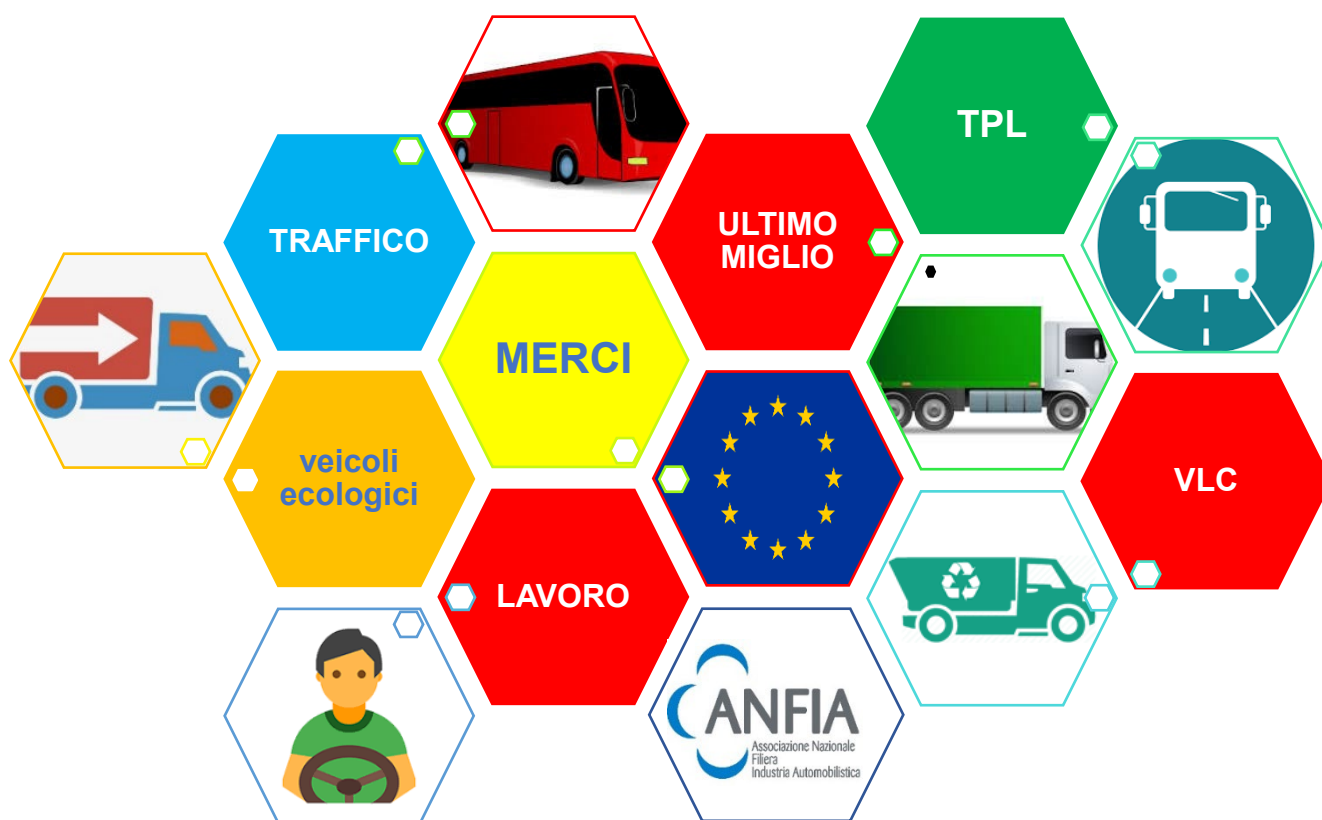 TPL
TRAFFICO
ULTIMO
MIGLIO
MERCI
veicoli
ecologici
VLC
LAVORO
ANFIA
Associazione Nazionale
Filiera
Industria Automobilistica